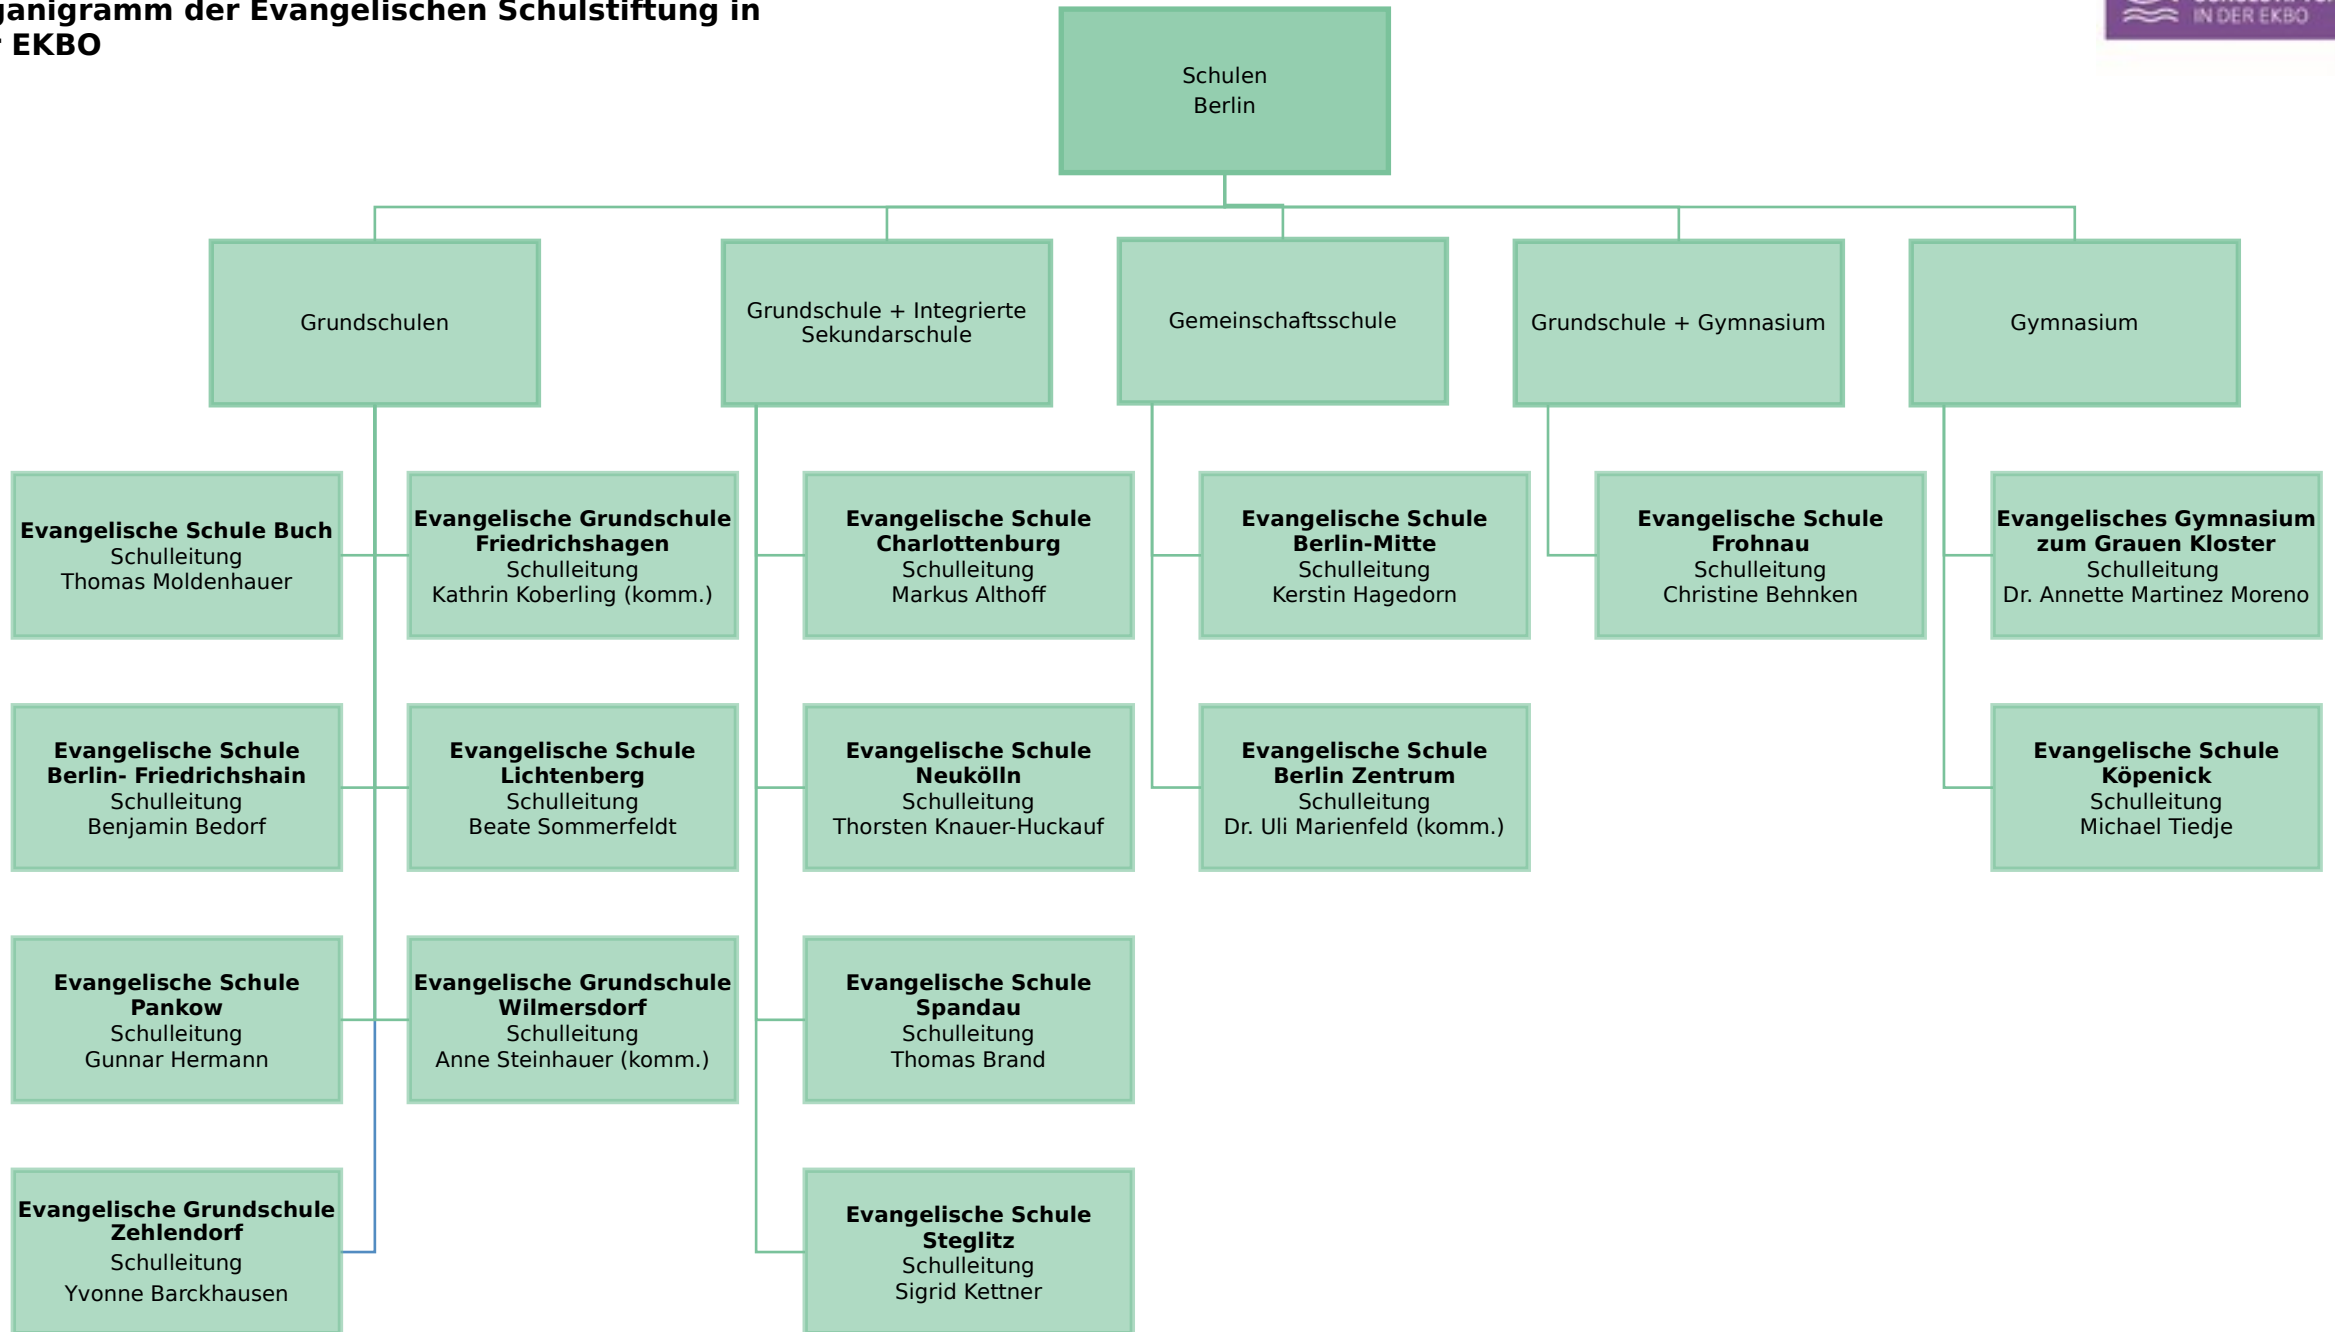 ganigramm der Evangelischen Schulstiftung in
EKBO
IN DER EKBO
Schulen
Berlin
Grundschulen
Grundschule + Integrierte
Sekundarschule
Gemeinschaftsschule
Grundschule + Gymnasium
Gymnasium
Evangelische Schule Buch
Schulleitung
Thomas Moldenhauer
Evangelische Grundschule
Friedrichshagen
Schulleitung
Kathrin Koberling (komm.)
Evangelische Schule
Charlottenburg
Schulleitung
Markus Althoff
Evangelische Schule
Berlin-Mitte
Schulleitung
Kerstin Hagedorn
Evangelische Schule
Frohnau
Schulleitung
Christine Behnken
Evangelisches Gymnasium
zum Grauen Kloster
Schulleitung
Dr. Annette Martinez Moreno
Evangelische Schule
Berlin- Friedrichshain
Schulleitung
Benjamin Bedorf
Evangelische Schule
Lichtenberg
Schulleitung
Beate Sommerfeldt
Evangelische Schule
Neukölln
Schulleitung
Thorsten Knauer-Huckauf
Evangelische Schule
Berlin Zentrum
Schulleitung
Dr. Uli Marienfeld (komm.)
Evangelische Schule
Köpenick
Schulleitung
Michael Tiedje
Evangelische Schule
Pankow
Schulleitung
Gunnar Hermann
Evangelische Grundschule
Wilmersdorf
Schulleitung
Anne Steinhauer (komm.)
Evangelische Schule
Spandau
Schulleitung
Thomas Brand
Evangelische Grundschule
Zehlendorf
Schulleitung
Yvonne Barckhausen
Evangelische Schule
Steglitz
Schulleitung
Sigrid Kettner